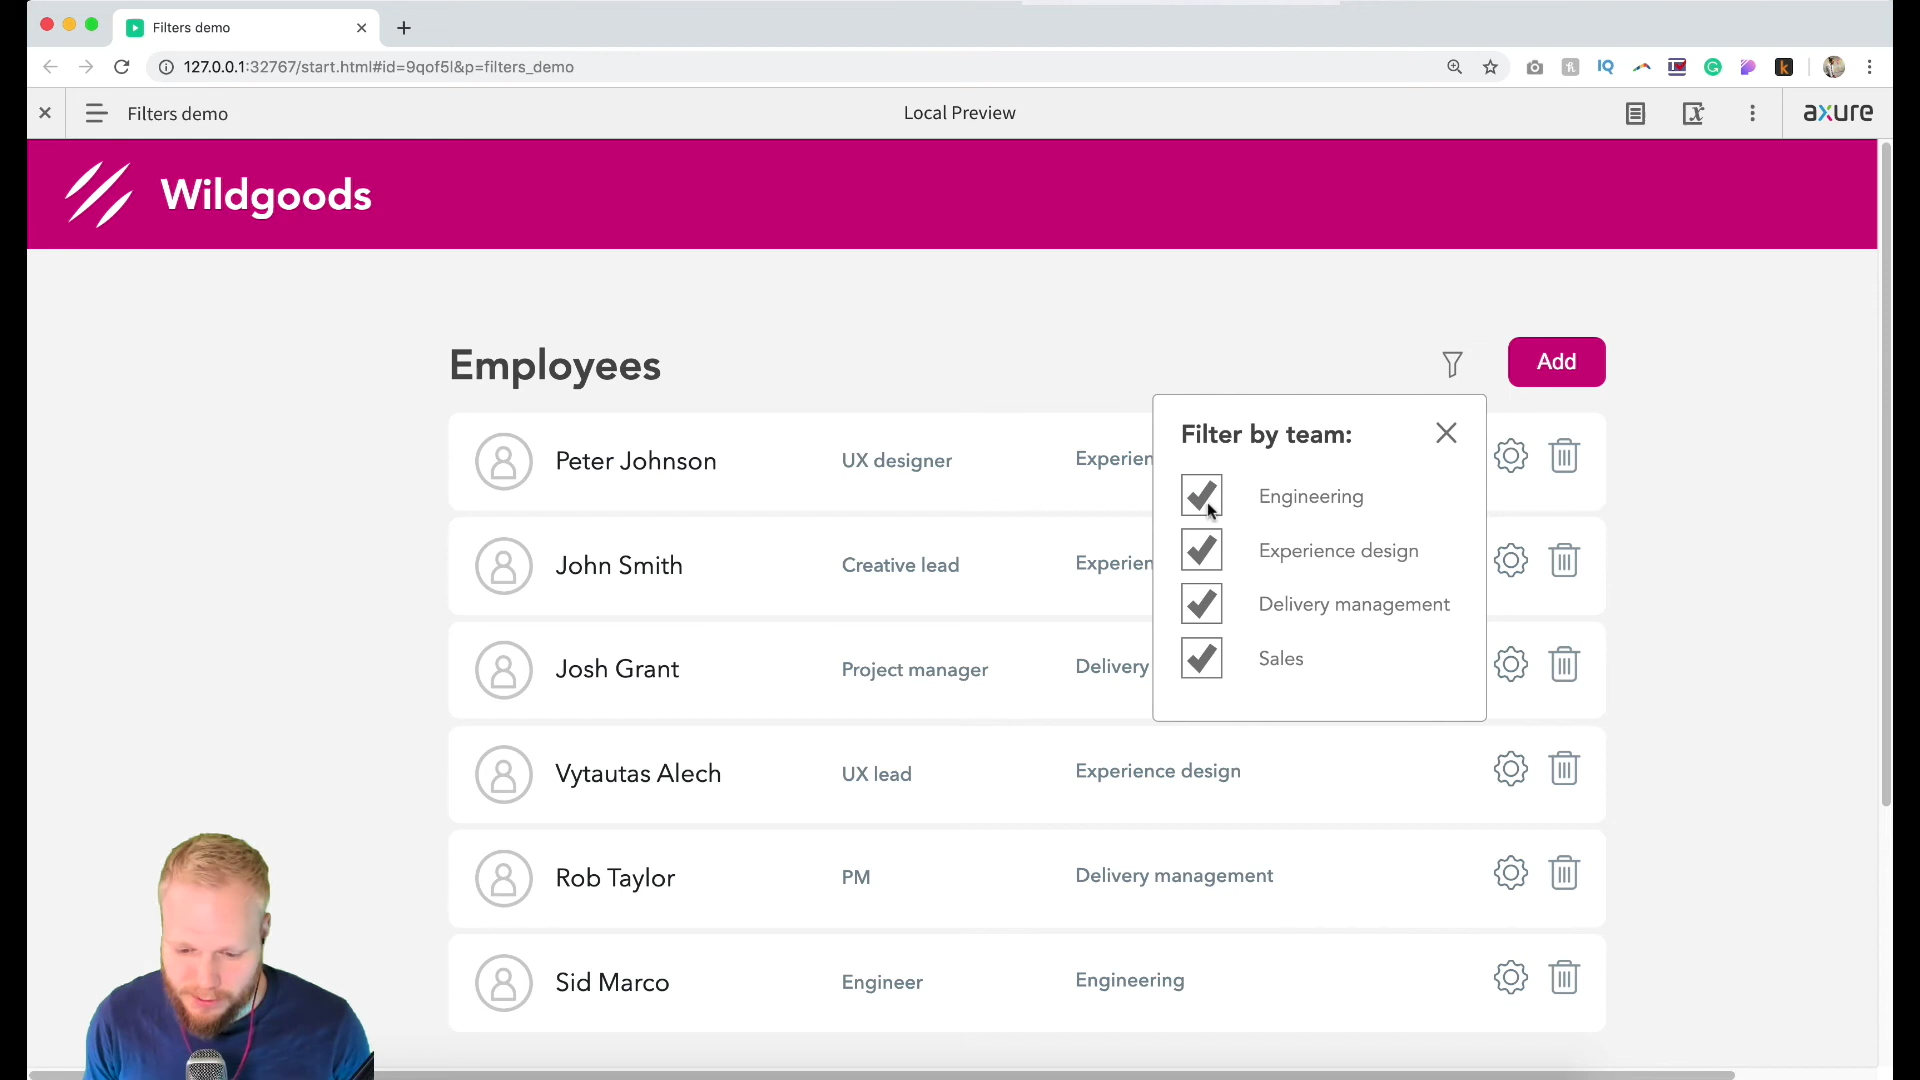 Filters demo
127.0.0.1:32767/start.html#id=9qof5l&p=filters_demo
IQ
k
Filters demo
Local Preview
axure
Wildgoods
Employees
Add
Filter by team:
Engineering
Experience design
Delivery management
Sales
Peter Johnson UX designer Experien
John Smith Creative lead Experien
Josh Grant Project manager Delivery
Vytautas Alech UX lead Experience design
Rob Taylor PM Delivery management
Sid Marco Engineer Engineering